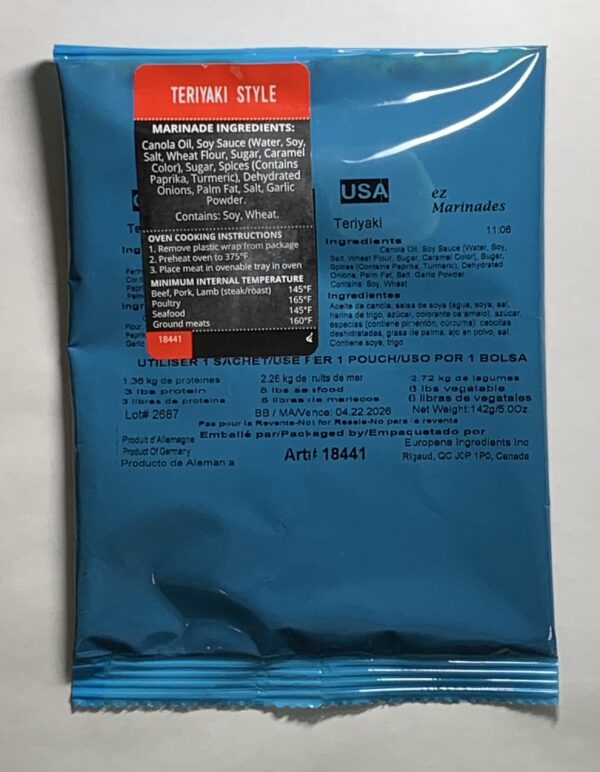 TERIYAKI STYLE
MARINADE INGREDIENTS:
Canola Oil, Soy Sauce (Water, Soy,
Salt, Wheat Flour, Sugar, Caramel
Color), Sugar, Spices (Contains
Paprika, Turmeric), Dehydrated
Onions, Palm Fat, Salt, Garlic
Powder.
Contains: Soy, Wheat.
OVEN COOKING INSTRUCTIONS
1. Remove plastic wrap from package
2. Preheat oven to 375°F
3. Place meat in ovenable tray in oven
MINIMUM INTERNAL TEMPERATURE
Beef, Pork, Lamb (steak/roast) 145°F
Poultry 165°F
Seafood 145°F
Ground meats 160°F
18441
USA
ez
Marinades
Teriyaki
11:06
Ingredients
Canola Oil, Soy Sauce (Water, Soy,
Salt, Wheat Flour, Sugar, Caramel Color), Sugar,
Spices (Contains Paprika, Turmeric), Dehydrated
Onions, Palm Fat, Salt, Garlic Powder
Contains: Soy, Wheat
Ingredientes
Aceite de canola, salsa de soya (agua, soya, sal,
harina de trigo, azúcar, colorante caramelo), azúcar,
especias (contiene pimentón, cúrcuma), cebollas
deshidratadas, grasa de palma, ajo en polvo, sal
Contiene soya, trigo
UTILISER 1 SACHET/USE PER 1 POUCH/USO POR 1 BOLSA
1.36 kg de protéines 2.26 kg de fruits de mer 2.72 kg de legumes
3 lbs protein 5 lbs seafood 6 lbs vegetable
3 libras de proteina 5 libras de mariscos 6 libras de vegetales
Lot# 2687 BB / MA/Vence: 04.22.2026 Net Weight:142g/5.0Oz.
Pas pour la Revente-Not for Resale-No para la reventa
Emballé par/Packaged by/Empaquetado por
Produit d'Allemagne Europena Ingredients Inc
Product Of Germany Art# 18441 Rigaud, QC J0P 1P0, Canada
Producto de Alemania